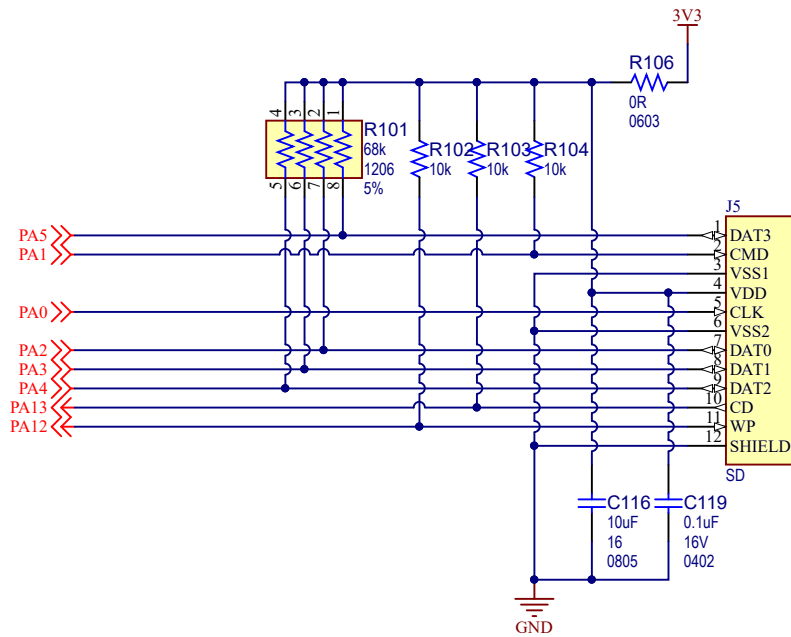 3V3
R106
0R
0603
4 3 2 1
R101
68k
1206
5%
5 6 7 8
R102
10k
R103
10k
R104
10k
J5
PA5
1 DAT3
PA1
2 CMD
3 VSS1
4 VDD
PA0
5 CLK
6 VSS2
PA2
7 DAT0
PA3
8 DAT1
PA4
9 DAT2
PA13
10 CD
PA12
11 WP
12 SHIELD
SD
C116
10uF
16
0805
C119
0.1uF
16V
0402
GND